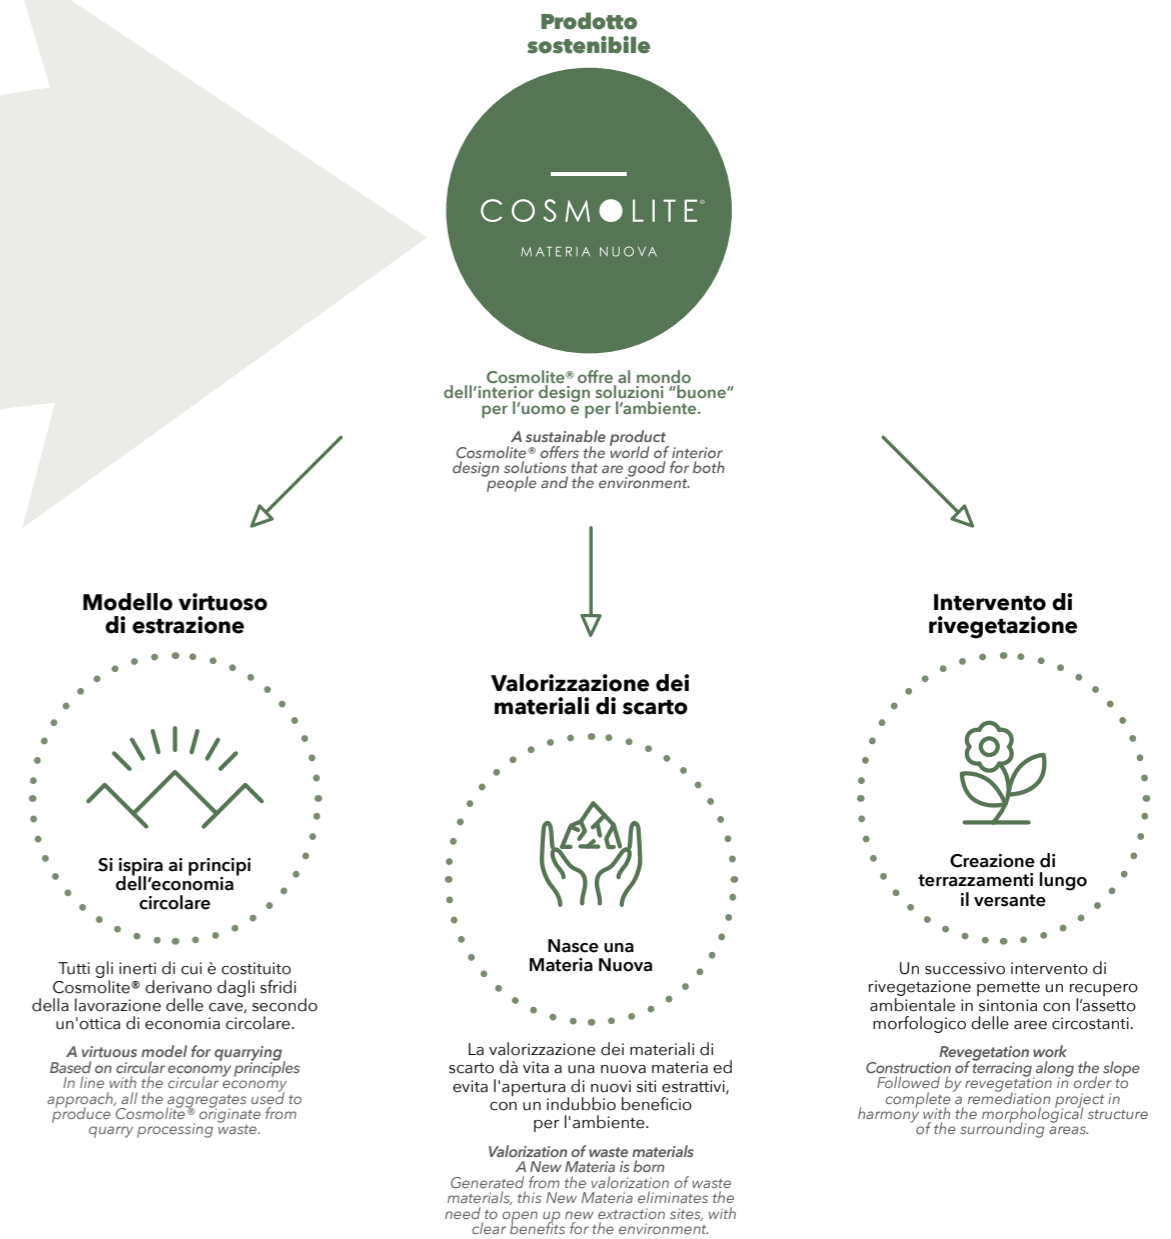 Prodotto
sostenibile
COSMOLITE®
MATERIA NUOVA
Cosmolite® offre al mondo
dell'interior design soluzioni “buone”
per l'uomo e per l'ambiente.
A sustainable product
Cosmolite® offers the world of interior
design solutions that are good for both
people and the environment.
Modello virtuoso
di estrazione
Si ispira ai principi
dell'economia
circolare
Tutti gli inerti di cui è costituito
Cosmolite® derivano dagli sfridi
della lavorazione delle cave, secondo
un'ottica di economia circolare.
A virtuous model for quarrying
Based on circular economy principles
In line with the circular economy
approach, all the aggregates used to
produce Cosmolite® originate from
quarry processing waste.
Valorizzazione dei
materiali di scarto
Nasce una
Materia Nuova
La valorizzazione dei materiali di
scarto dà vita a una nuova materia ed
evita l'apertura di nuovi siti estrattivi,
con un indubbio beneficio
per l'ambiente.
Valorization of waste materials
A New Materia is born
Generated from the valorization of waste
materials, this New Materia eliminates the
need to open up new extraction sites, with
clear benefits for the environment.
Intervento di
rivegetazione
Creazione di
terrazzamenti lungo
il versante
Un successivo intervento di
rivegetazione pemette un recupero
ambientale in sintonia con l'assetto
morfologico delle aree circostanti.
Revegetation work
Construction of terracing along the slope
Followed by revegetation in order to
complete a remediation project in
harmony with the morphological structure
of the surrounding areas.